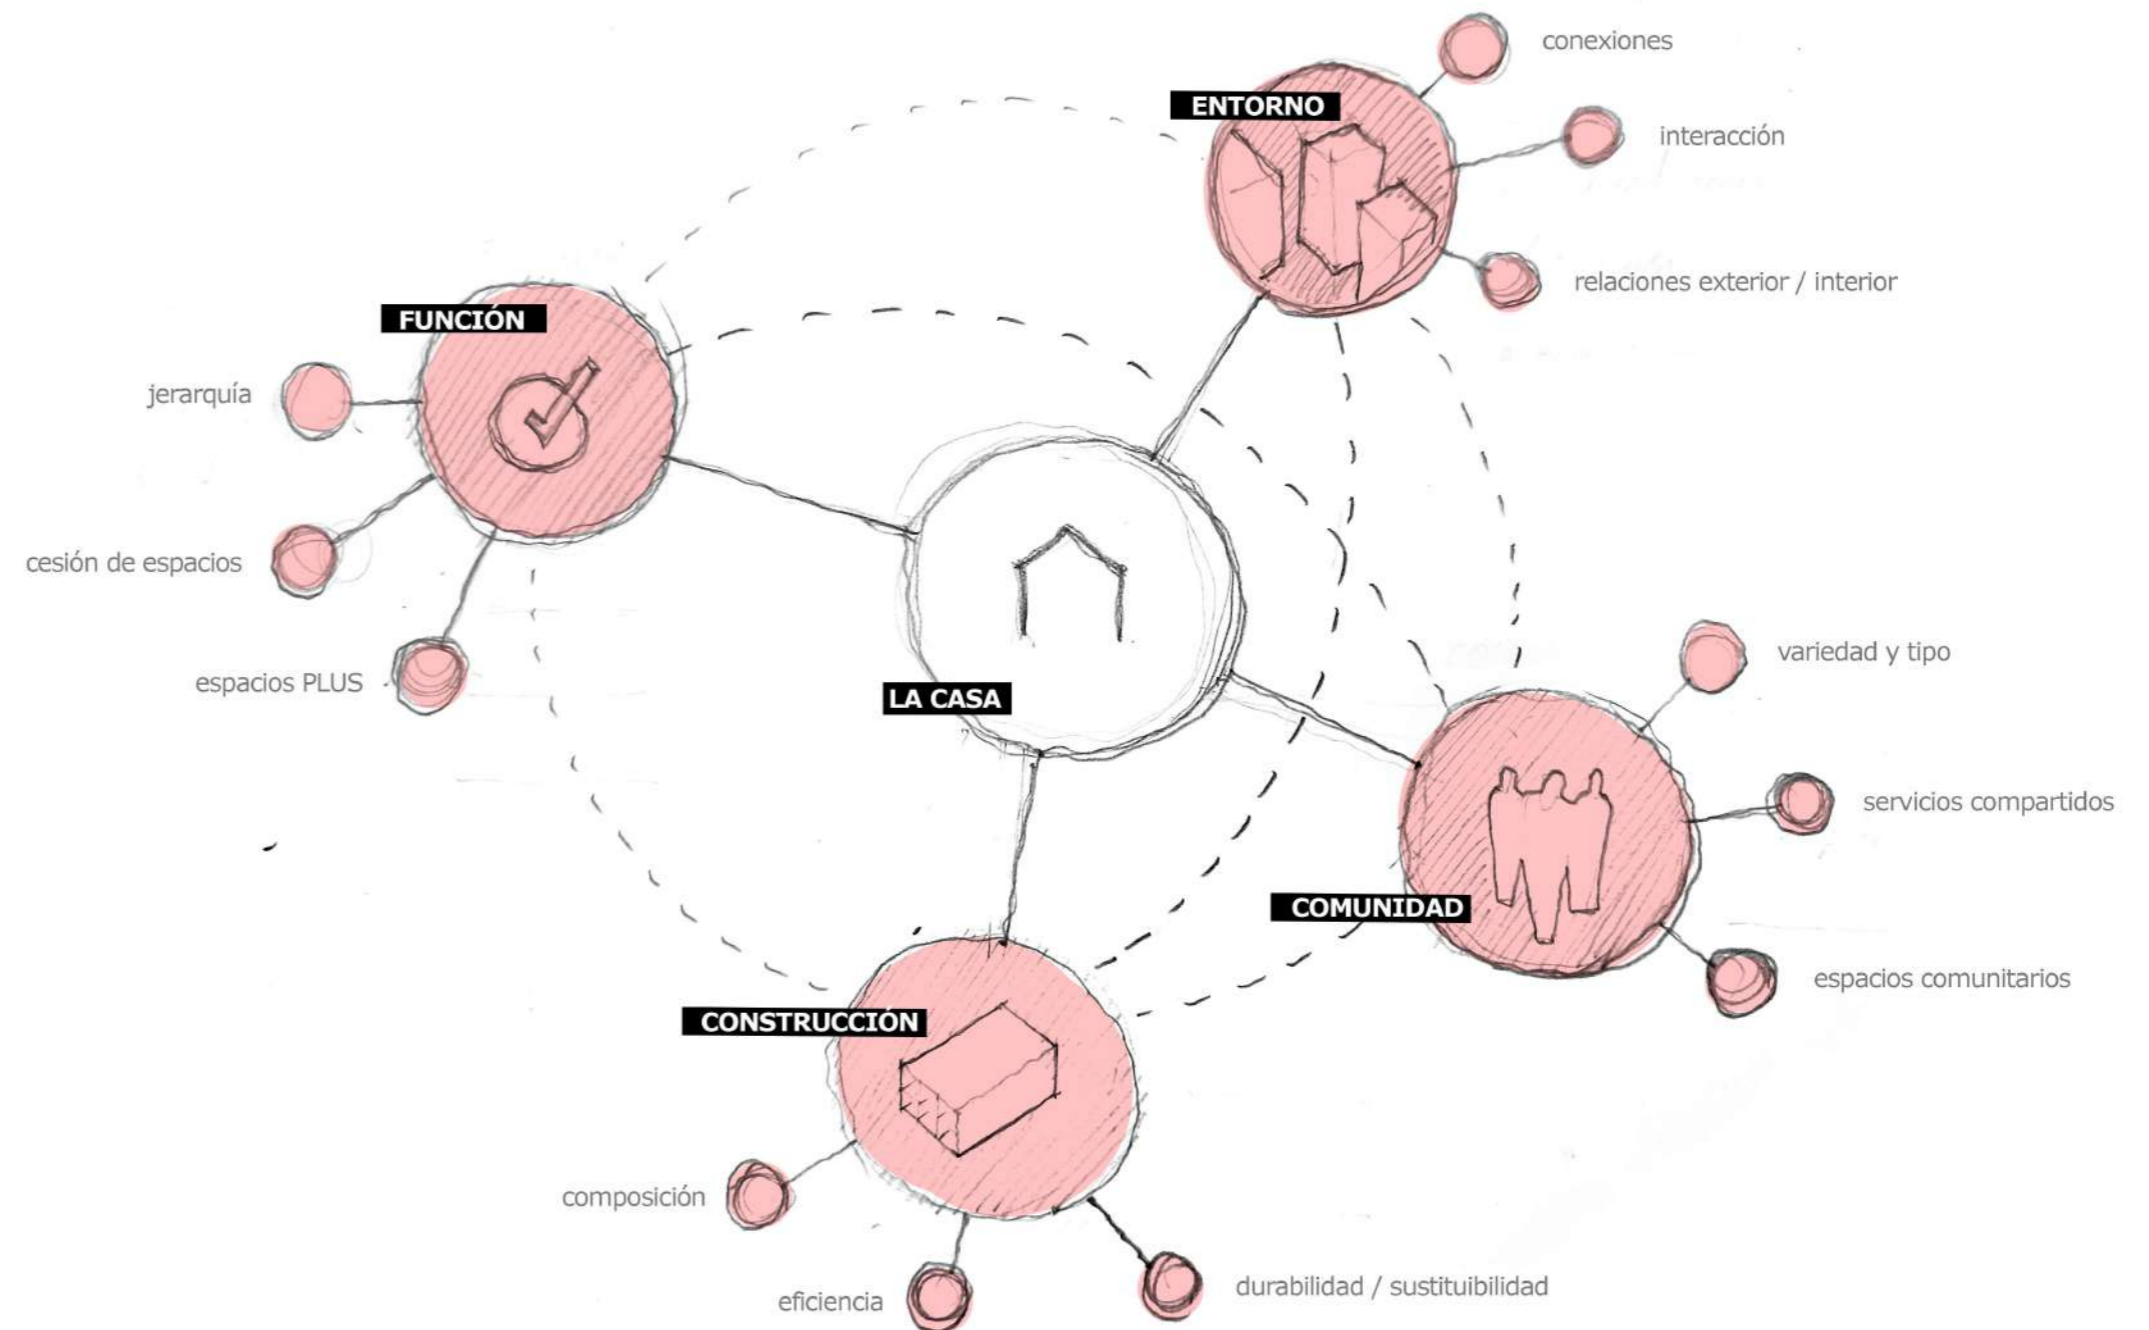 conexiones
ENTORNO
interacción
relaciones exterior / interior
FUNCIÓN
jerarquía
cesión de espacios
espacios PLUS
LA CASA
variedad y tipo
servicios compartidos
COMUNIDAD
espacios comunitarios
CONSTRUCCIÓN
composición
eficiencia
durabilidad / sustituibilidad